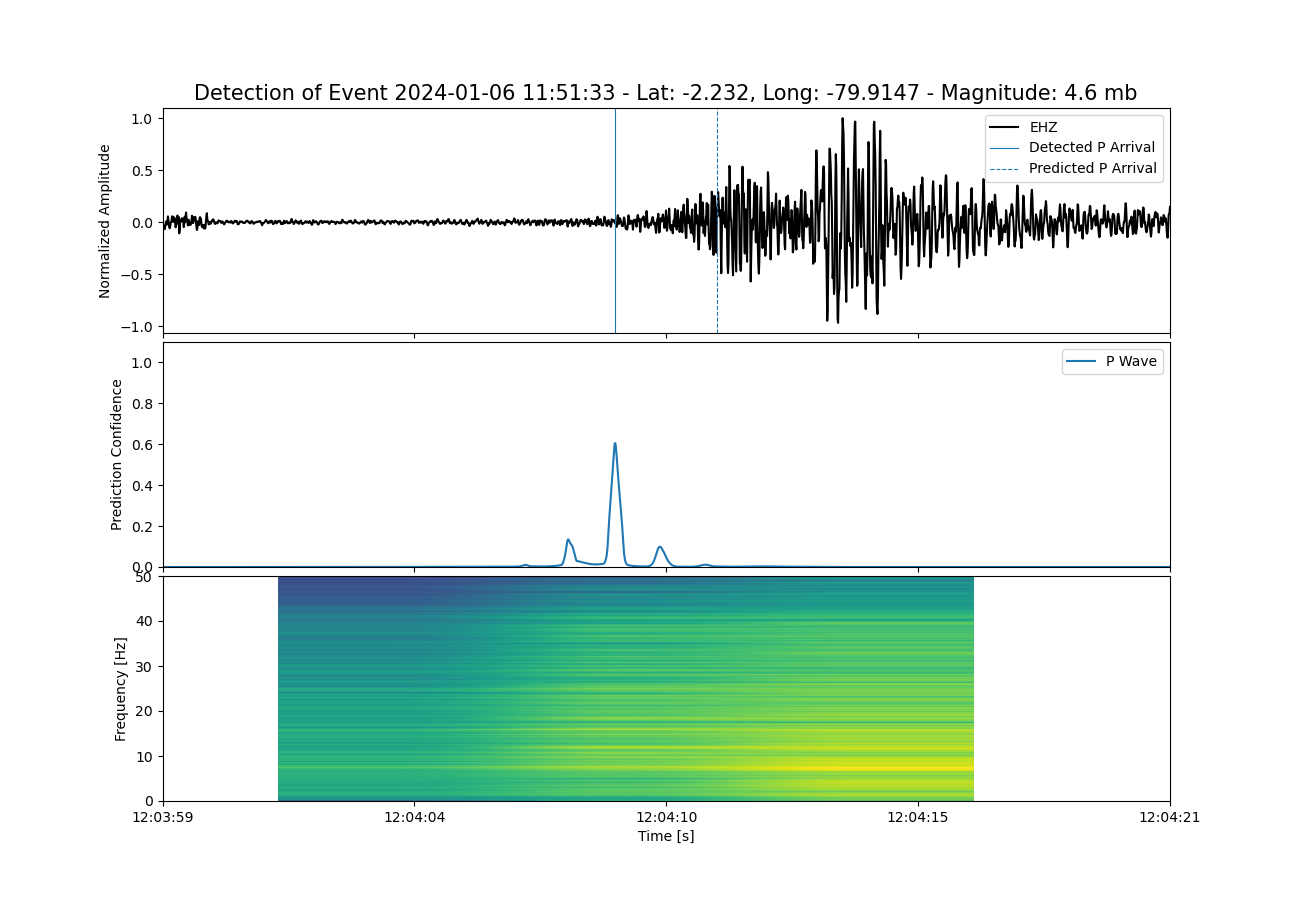 Detection of Event 2024-01-06 11:51:33 - Lat: -2.232, Long: -79.9147 - Magnitude: 4.6 mb
1.0
0.5
0.0
−0.5
−1.0
Normalized Amplitude
EHZ
Detected P Arrival
Predicted P Arrival
1.0
0.8
0.6
0.4
0.2
0.0
Prediction Confidence
P Wave
50
40
30
20
10
0
Frequency [Hz]
12:03:59 12:04:04 12:04:10 12:04:15 12:04:21
Time [s]